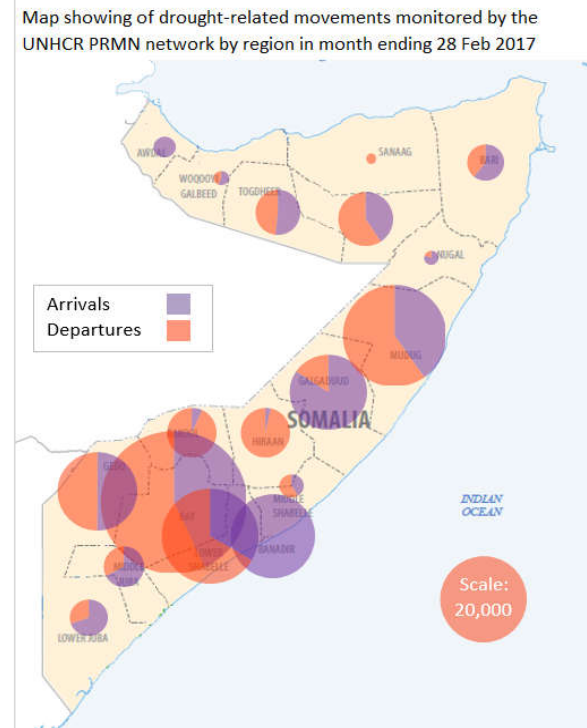 Map showing of drought-related movements monitored by the
UNHCR PRMN network by region in month ending 28 Feb 2017
AWDAL
SANAAG
BARI
WOQOOYI
GALBEED
TOGDHEER
NUGAL
Arrivals
Departures
MUDUG
GALGADUUD
SOMALIA
HIRAAN
GEDO
MIDDLE
SHABELLE
INDIAN
OCEAN
BAY
BANADIR
LOWER
SHABELLE
MIDDLE
JUBA
Scale:
20,000
LOWER JUBA